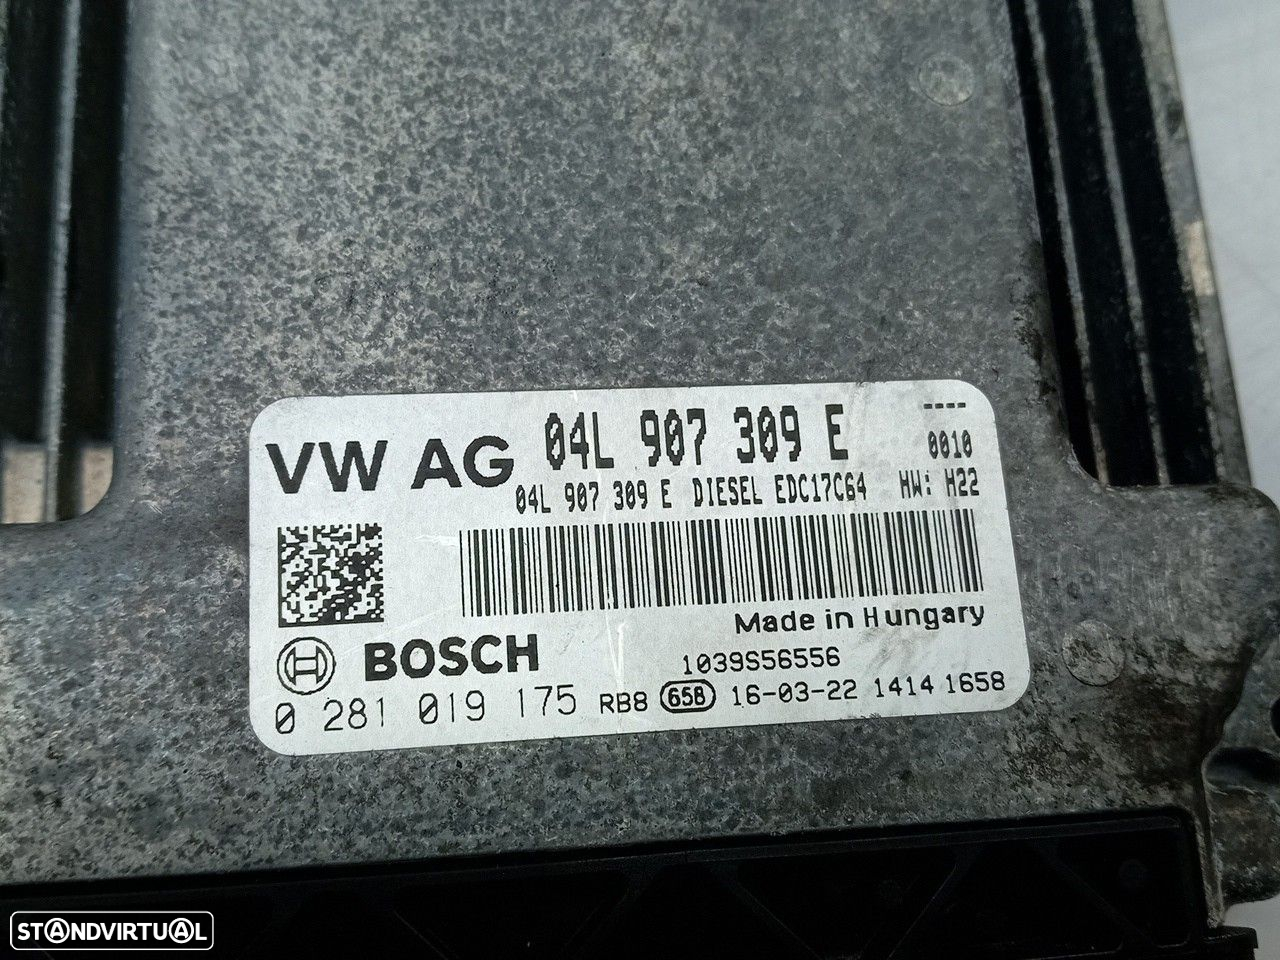 VW AG 04L 907 309 E ----
0010
04L 907 309 E DIESEL EDC17C64 HW: H22
Made in Hungary
BOSCH 1039S56556
0 281 019 175 RB8 65B 16-03-22 1414 1658
STANDVIRTUAL